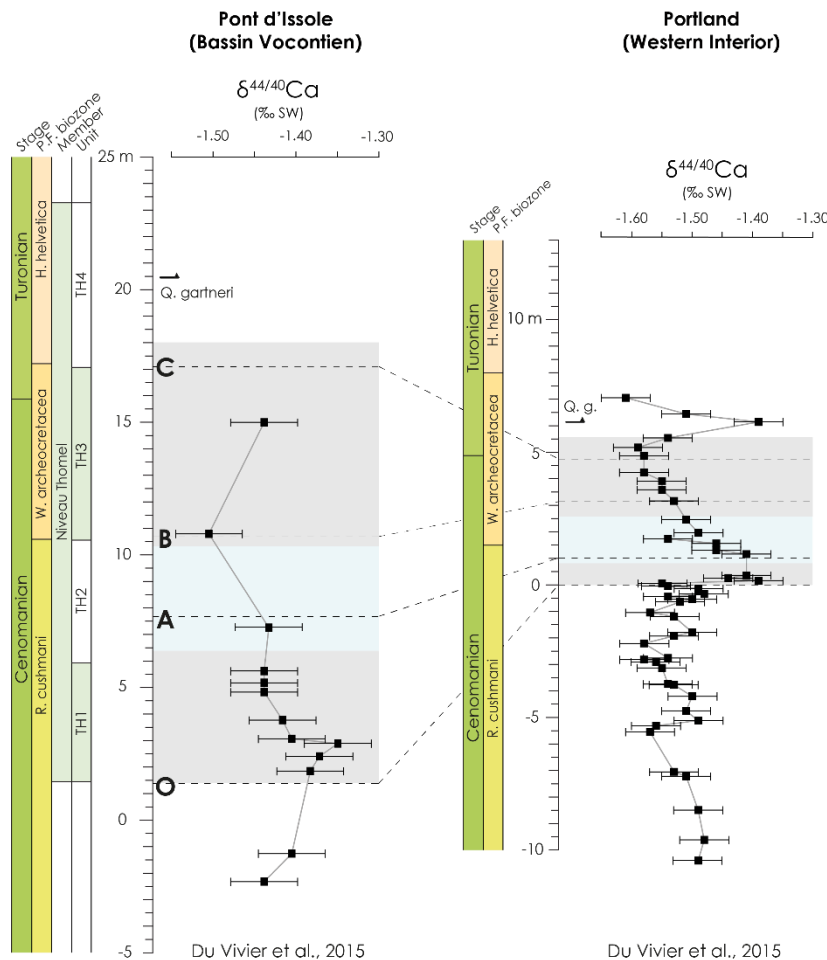 Pont d'Issole
(Bassin Vocontien)
δ44/40Ca
(‰ SW)
-1.50 -1.40 -1.30
Stage
P.F. biozone
Member
Unit
25 m
20
15
10
5
0
-5
Turonian
Cenomanian
H. helvetica
W. archeocretacea
R. cushmani
Niveau Thomel
TH4
TH3
TH2
TH1
Q. gartneri
C
B
A
O
Du Vivier et al., 2015
Portland
(Western Interior)
δ44/40Ca
(‰ SW)
-1.60 -1.50 -1.40 -1.30
Stage
P.F. biozone
10 m
5
0
-5
-10
Turonian
Cenomanian
H. helvetica
W. archeocretacea
R. cushmani
Q. g.
Du Vivier et al., 2015